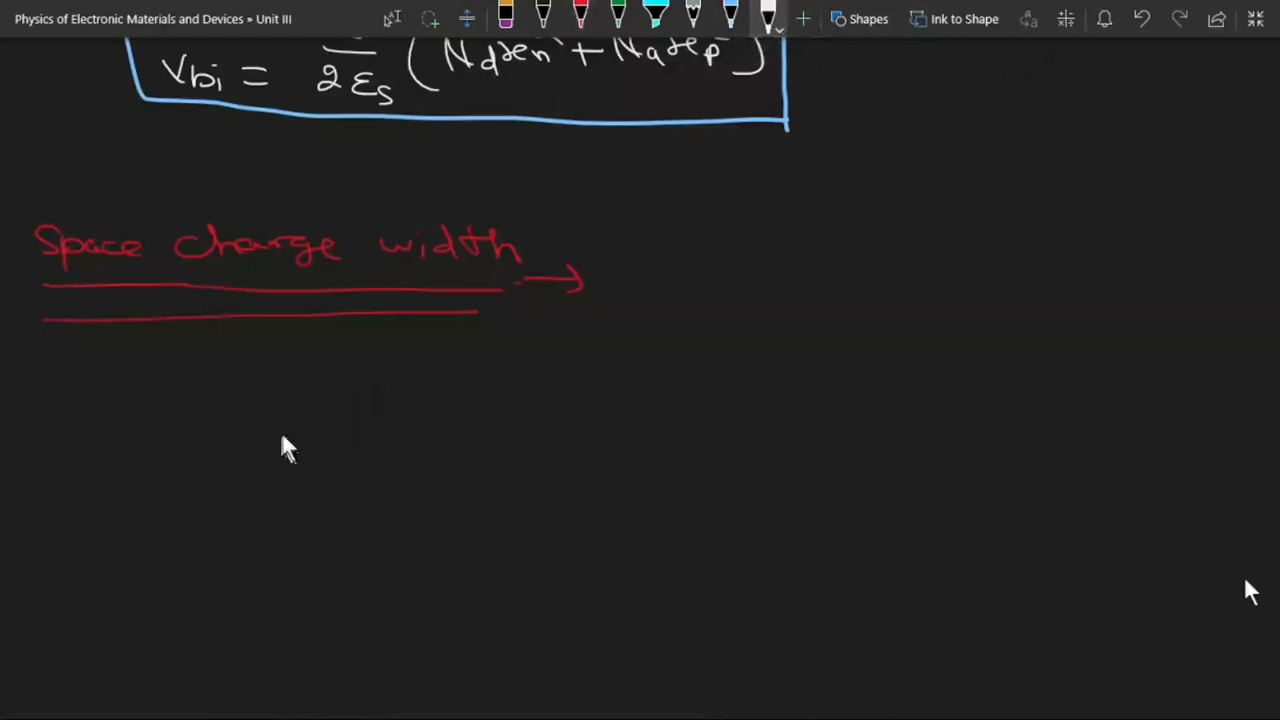 Physics of Electronic Materials and Devices » Unit III
Shapes
Ink to Shape
Vbi = 2εs (Nd xn + Na xp)
Space charge width →